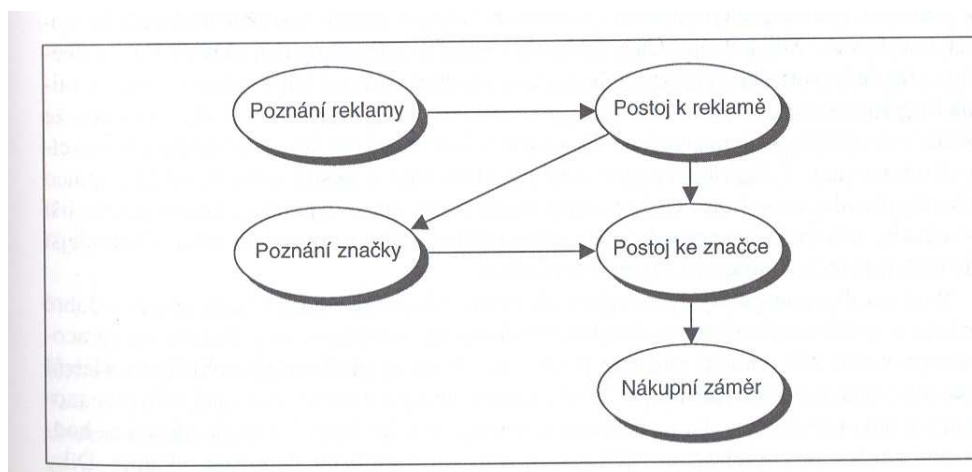 Poznání reklamy
Postoj k reklamě
Poznání značky
Postoj ke značce
Nákupní záměr